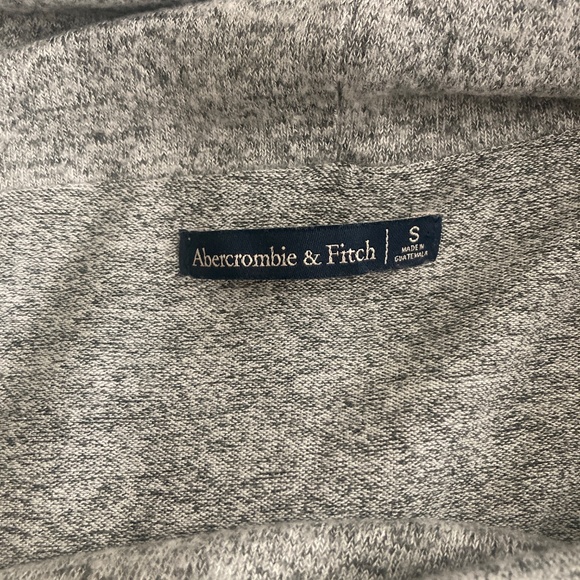 Abercrombie & Fitch
S
MADE IN
GUATEMALA